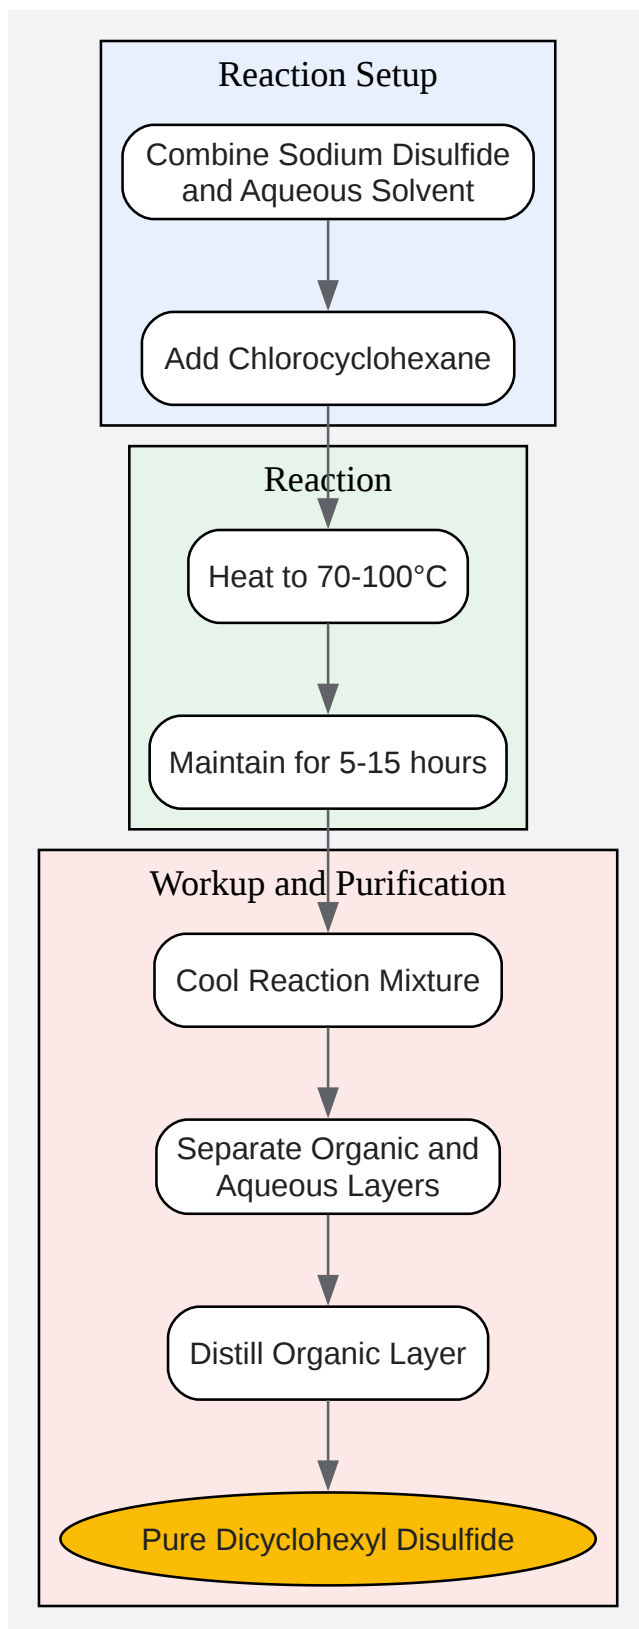 Reaction Setup
Combine Sodium Disulfide
and Aqueous Solvent
Add Chlorocyclohexane
Reaction
Heat to 70-100°C
Maintain for 5-15 hours
Workup and Purification
Cool Reaction Mixture
Separate Organic and
Aqueous Layers
Distill Organic Layer
Pure Dicyclohexyl Disulfide